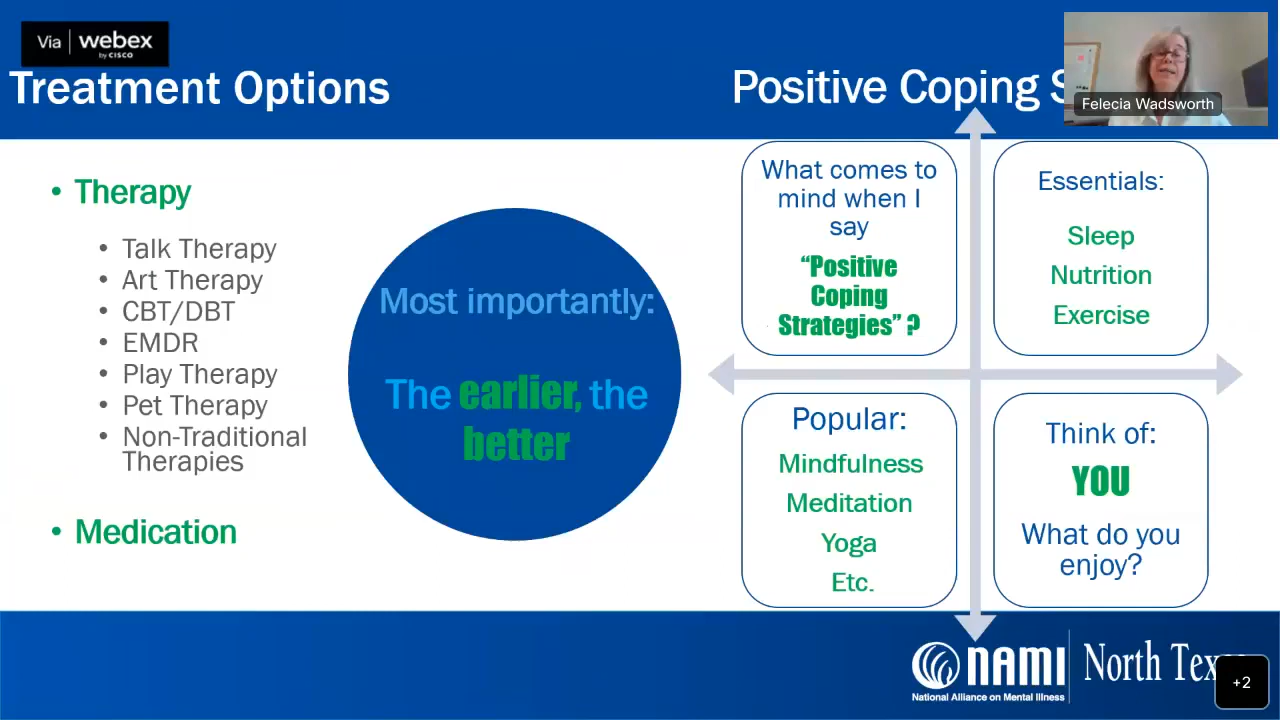 Via webex
by CISCO
Treatment Options
Positive Coping S
Felecia Wadsworth
• Therapy
• Talk Therapy
• Art Therapy
• CBT/DBT
• EMDR
• Play Therapy
• Pet Therapy
• Non-Traditional
Therapies
• Medication
Most importantly:
The earlier, the
better
What comes to
mind when I
say
“Positive
Coping
Strategies” ?
Essentials:
Sleep
Nutrition
Exercise
Popular:
Mindfulness
Meditation
Yoga
Etc.
Think of:
YOU
What do you
enjoy?
NAMI
National Alliance on Mental Illness
North Tex
+2